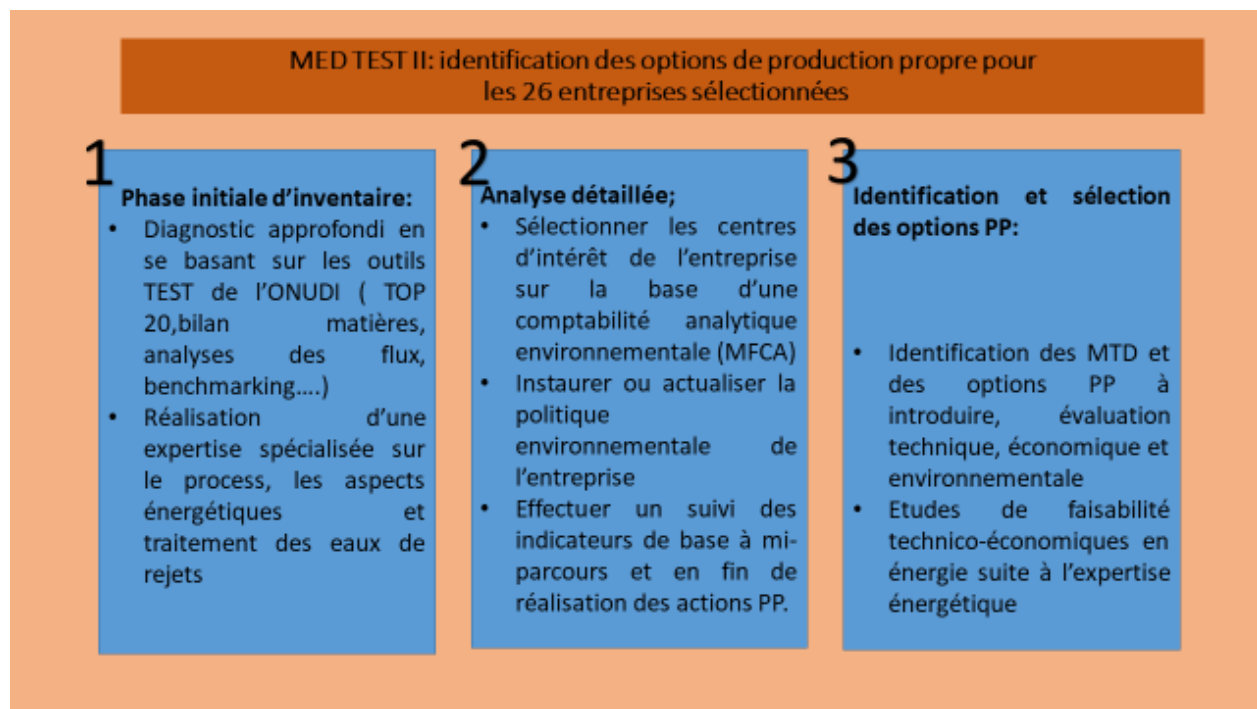 MED TEST II: identification des options de production propre pour
les 26 entreprises sélectionnées
1
Phase initiale d'inventaire:
• Diagnostic approfondi en
se basant sur les outils
TEST de l'ONUDI ( TOP
20,bilan matières,
analyses des flux,
benchmarking....)
• Réalisation d'une
expertise spécialisée sur
le process, les aspects
énergétiques et
traitement des eaux de
rejets
2
Analyse détaillée;
• Sélectionner les centres
d'intérêt de l'entreprise
sur la base d'une
comptabilité analytique
environnementale (MFCA)
• Instaurer ou actualiser la
politique
environnementale de
l'entreprise
• Effectuer un suivi des
indicateurs de base à mi-
parcours et en fin de
réalisation des actions PP.
3
Identification et sélection
des options PP:
• Identification des MTD et
des options PP à
introduire, évaluation
technique, économique et
environnementale
• Etudes de faisabilité
technico-économiques en
énergie suite à l'expertise
énergétique